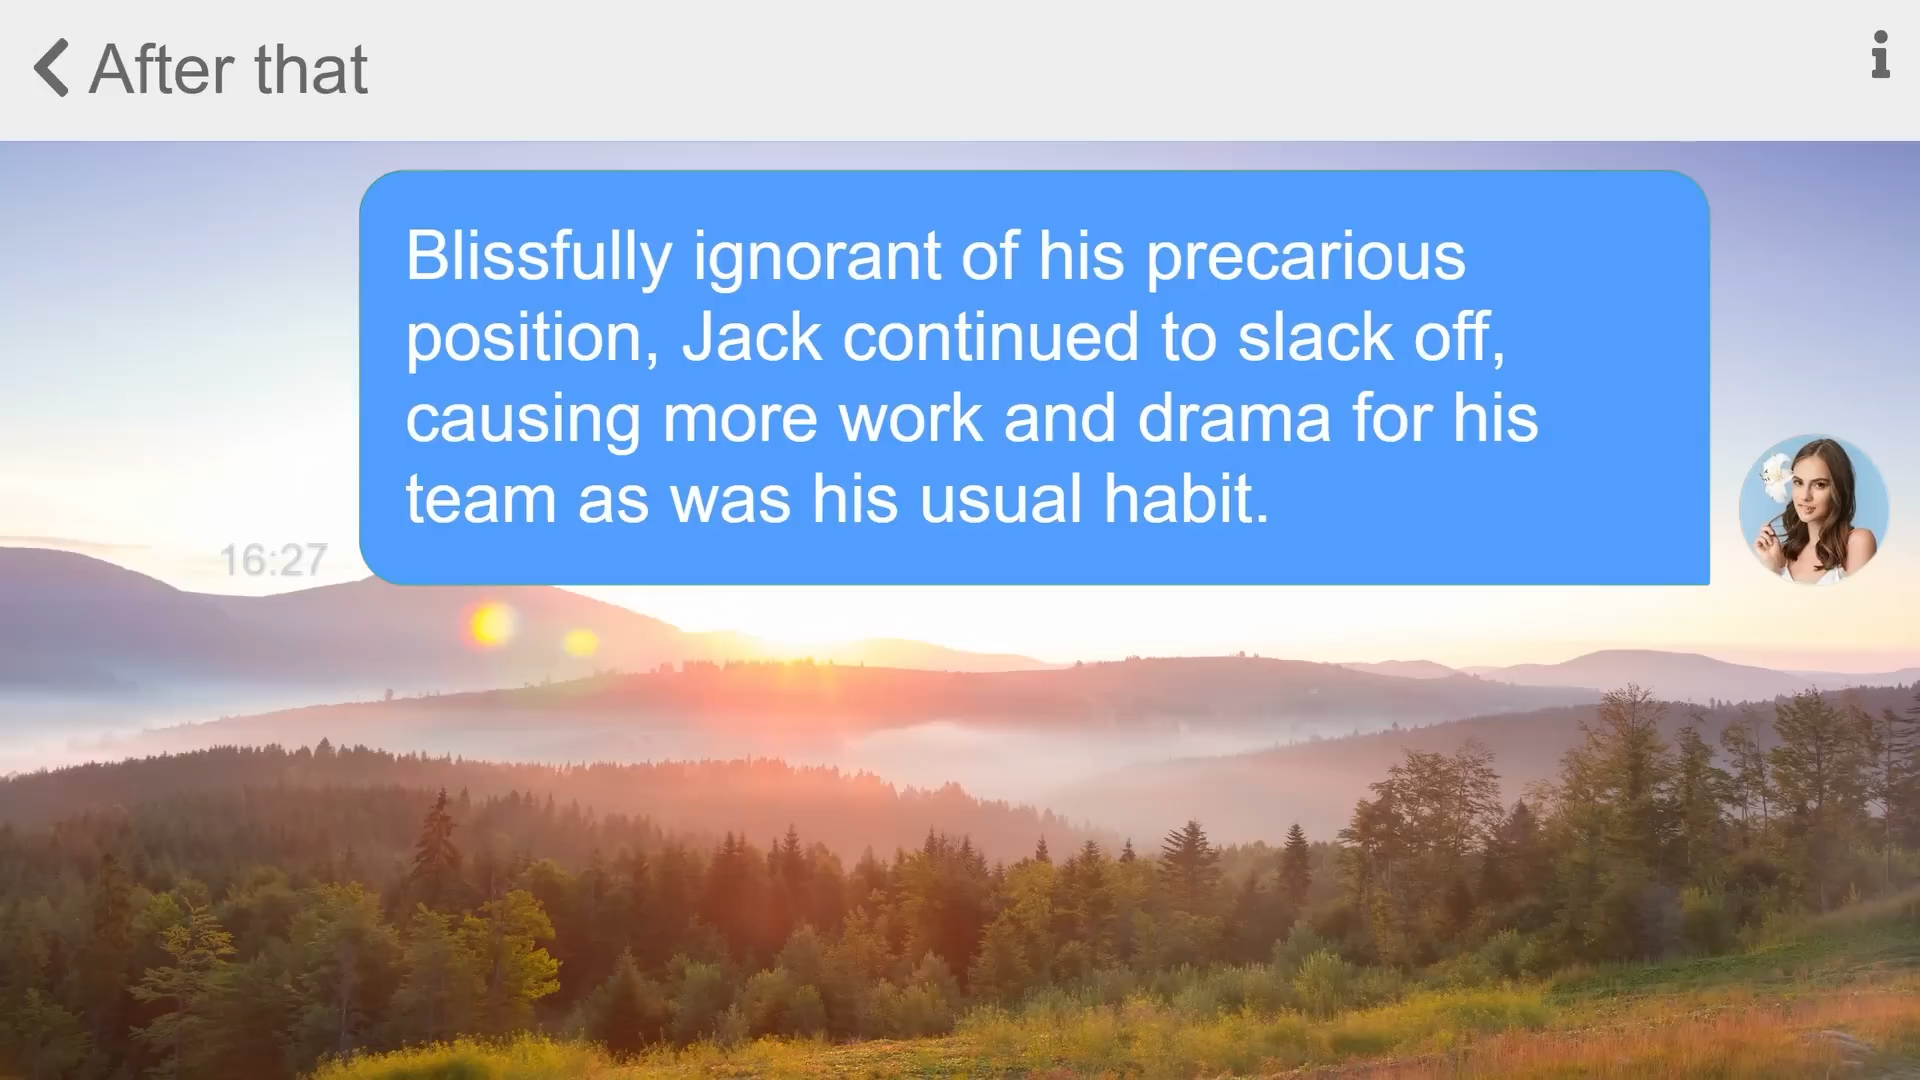 After that
Blissfully ignorant of his precarious
position, Jack continued to slack off,
causing more work and drama for his
team as was his usual habit.
16:27